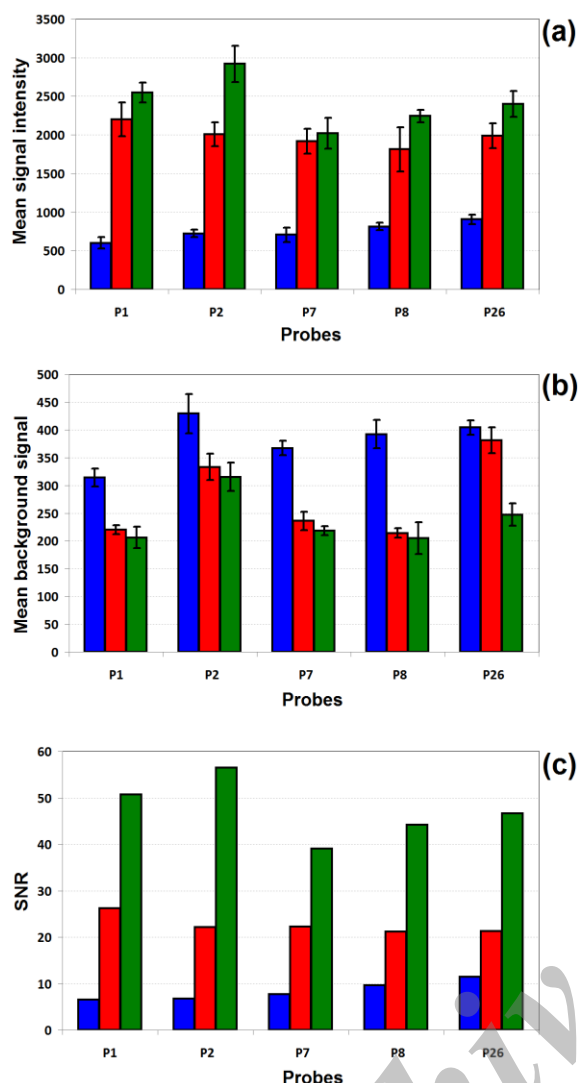 (a)
Mean signal intensity
3500
3000
2500
2000
1500
1000
500
0
P1 P2 P7 P8 P26
Probes
(b)
Mean background signal
500
450
400
350
300
250
200
150
100
50
0
P1 P2 P7 P8 P26
Probes
(c)
SNR
60
50
40
30
20
10
0
P1 P2 P7 P8 P26
Probes